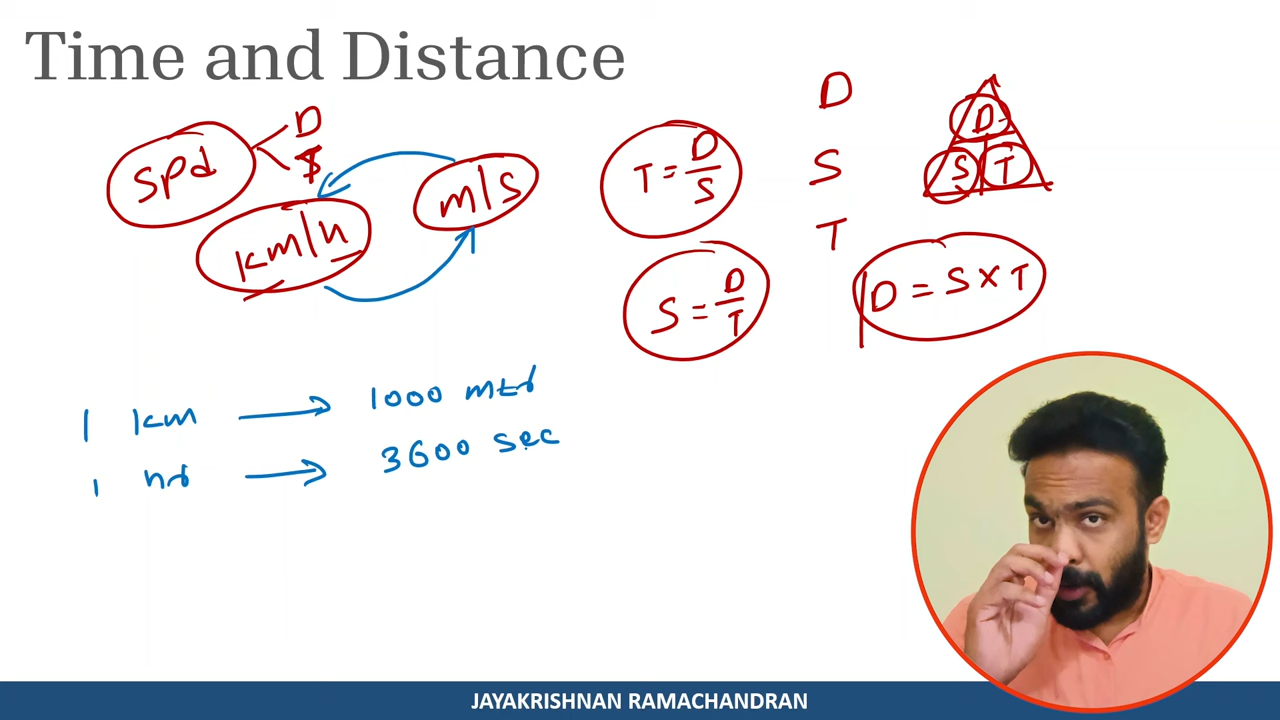 Time and Distance
Spd
D
T
km/h
m/s
T = D/S
S = D/T
D
S
T
D
S T
D = S × T
1 km → 1000 mtr
1 hr → 3600 sec
JAYAKRISHNAN RAMACHANDRAN